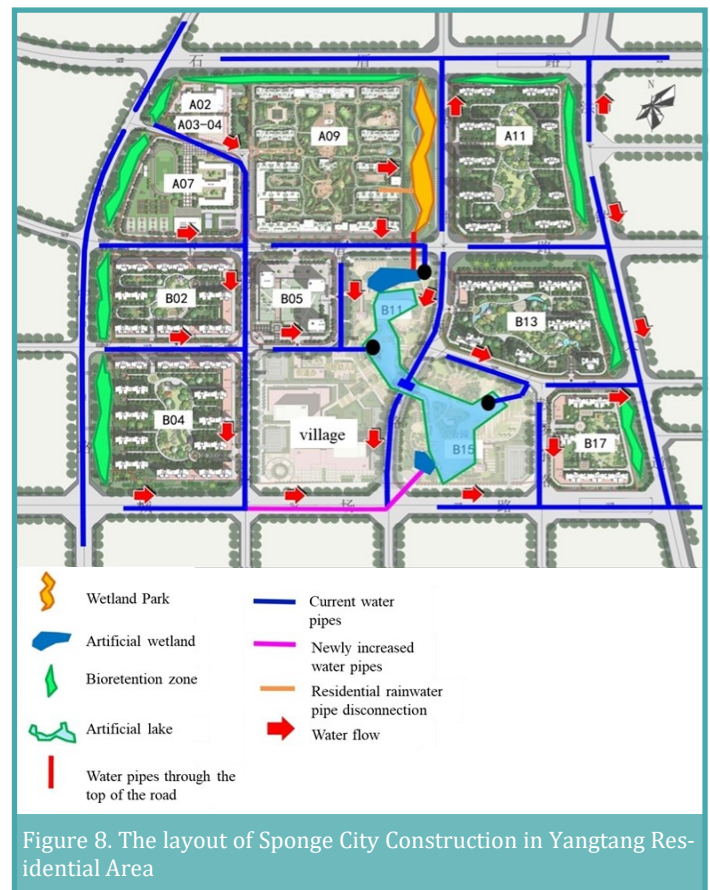 石 眉 路
N
A02
A03-04
A09
A11
A07
路
B02
B05
B11
B13
B04
village
B15
B17
场 路
Wetland Park
Artificial wetland
Bioretention zone
Artificial lake
Water pipes through the
top of the road
Current water
pipes
Newly increased
water pipes
Residential rainwater
pipe disconnection
Water flow
Figure 8. The layout of Sponge City Construction in Yangtang Res-
idential Area